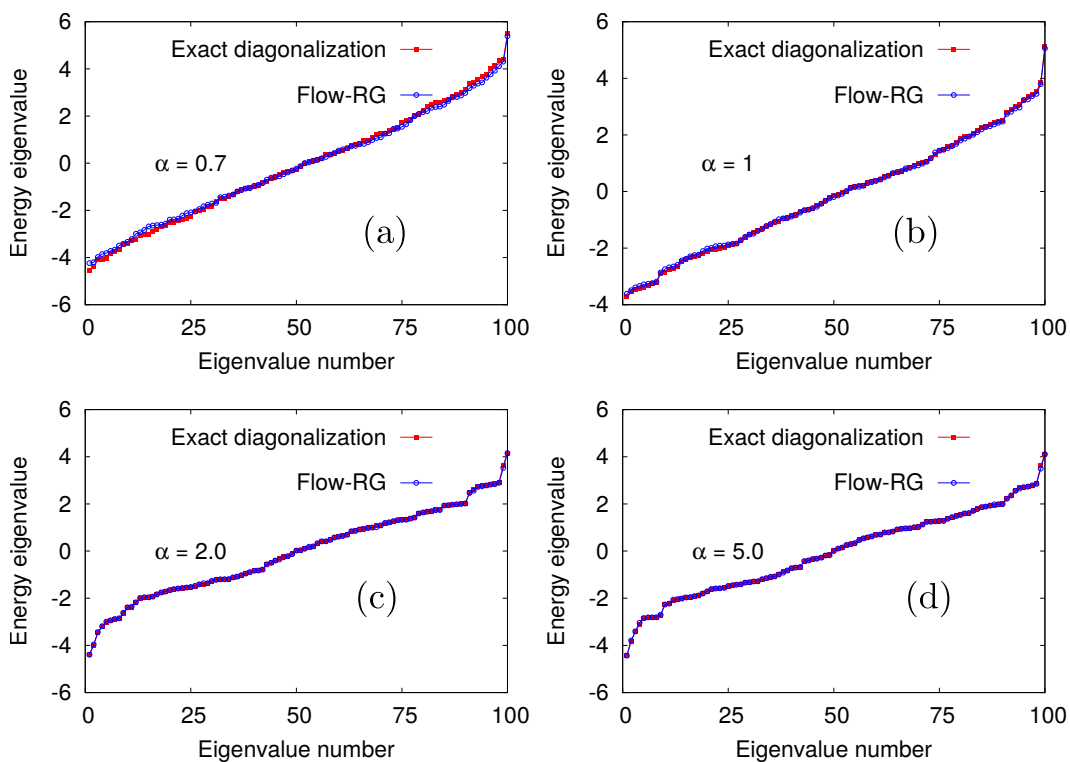 6
4
2
0
-2
-4
-6
Energy eigenvalue
Exact diagonalization
Flow-RG
α = 0.7
(a)
0
25
50
75
100
Eigenvalue number
6
4
2
0
-2
-4
Energy eigenvalue
Exact diagonalization
Flow-RG
α = 1
(b)
0
25
50
75
100
Eigenvalue number
6
4
2
0
-2
-4
-6
Energy eigenvalue
Exact diagonalization
Flow-RG
α = 2.0
(c)
0
25
50
75
100
Eigenvalue number
6
4
2
0
-2
-4
-6
Energy eigenvalue
Exact diagonalization
Flow-RG
α = 5.0
(d)
0
25
50
75
100
Eigenvalue number